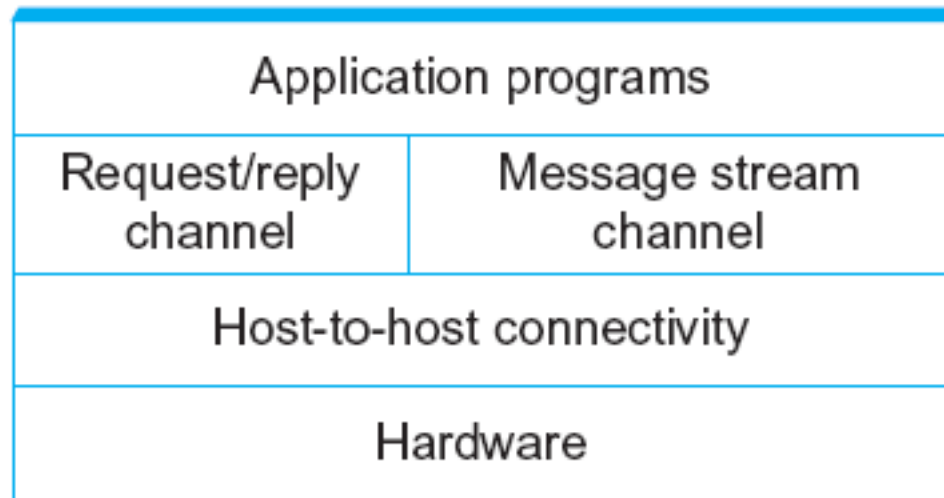 Application programs
Request/reply
channel
Message stream
channel
Host-to-host connectivity
Hardware